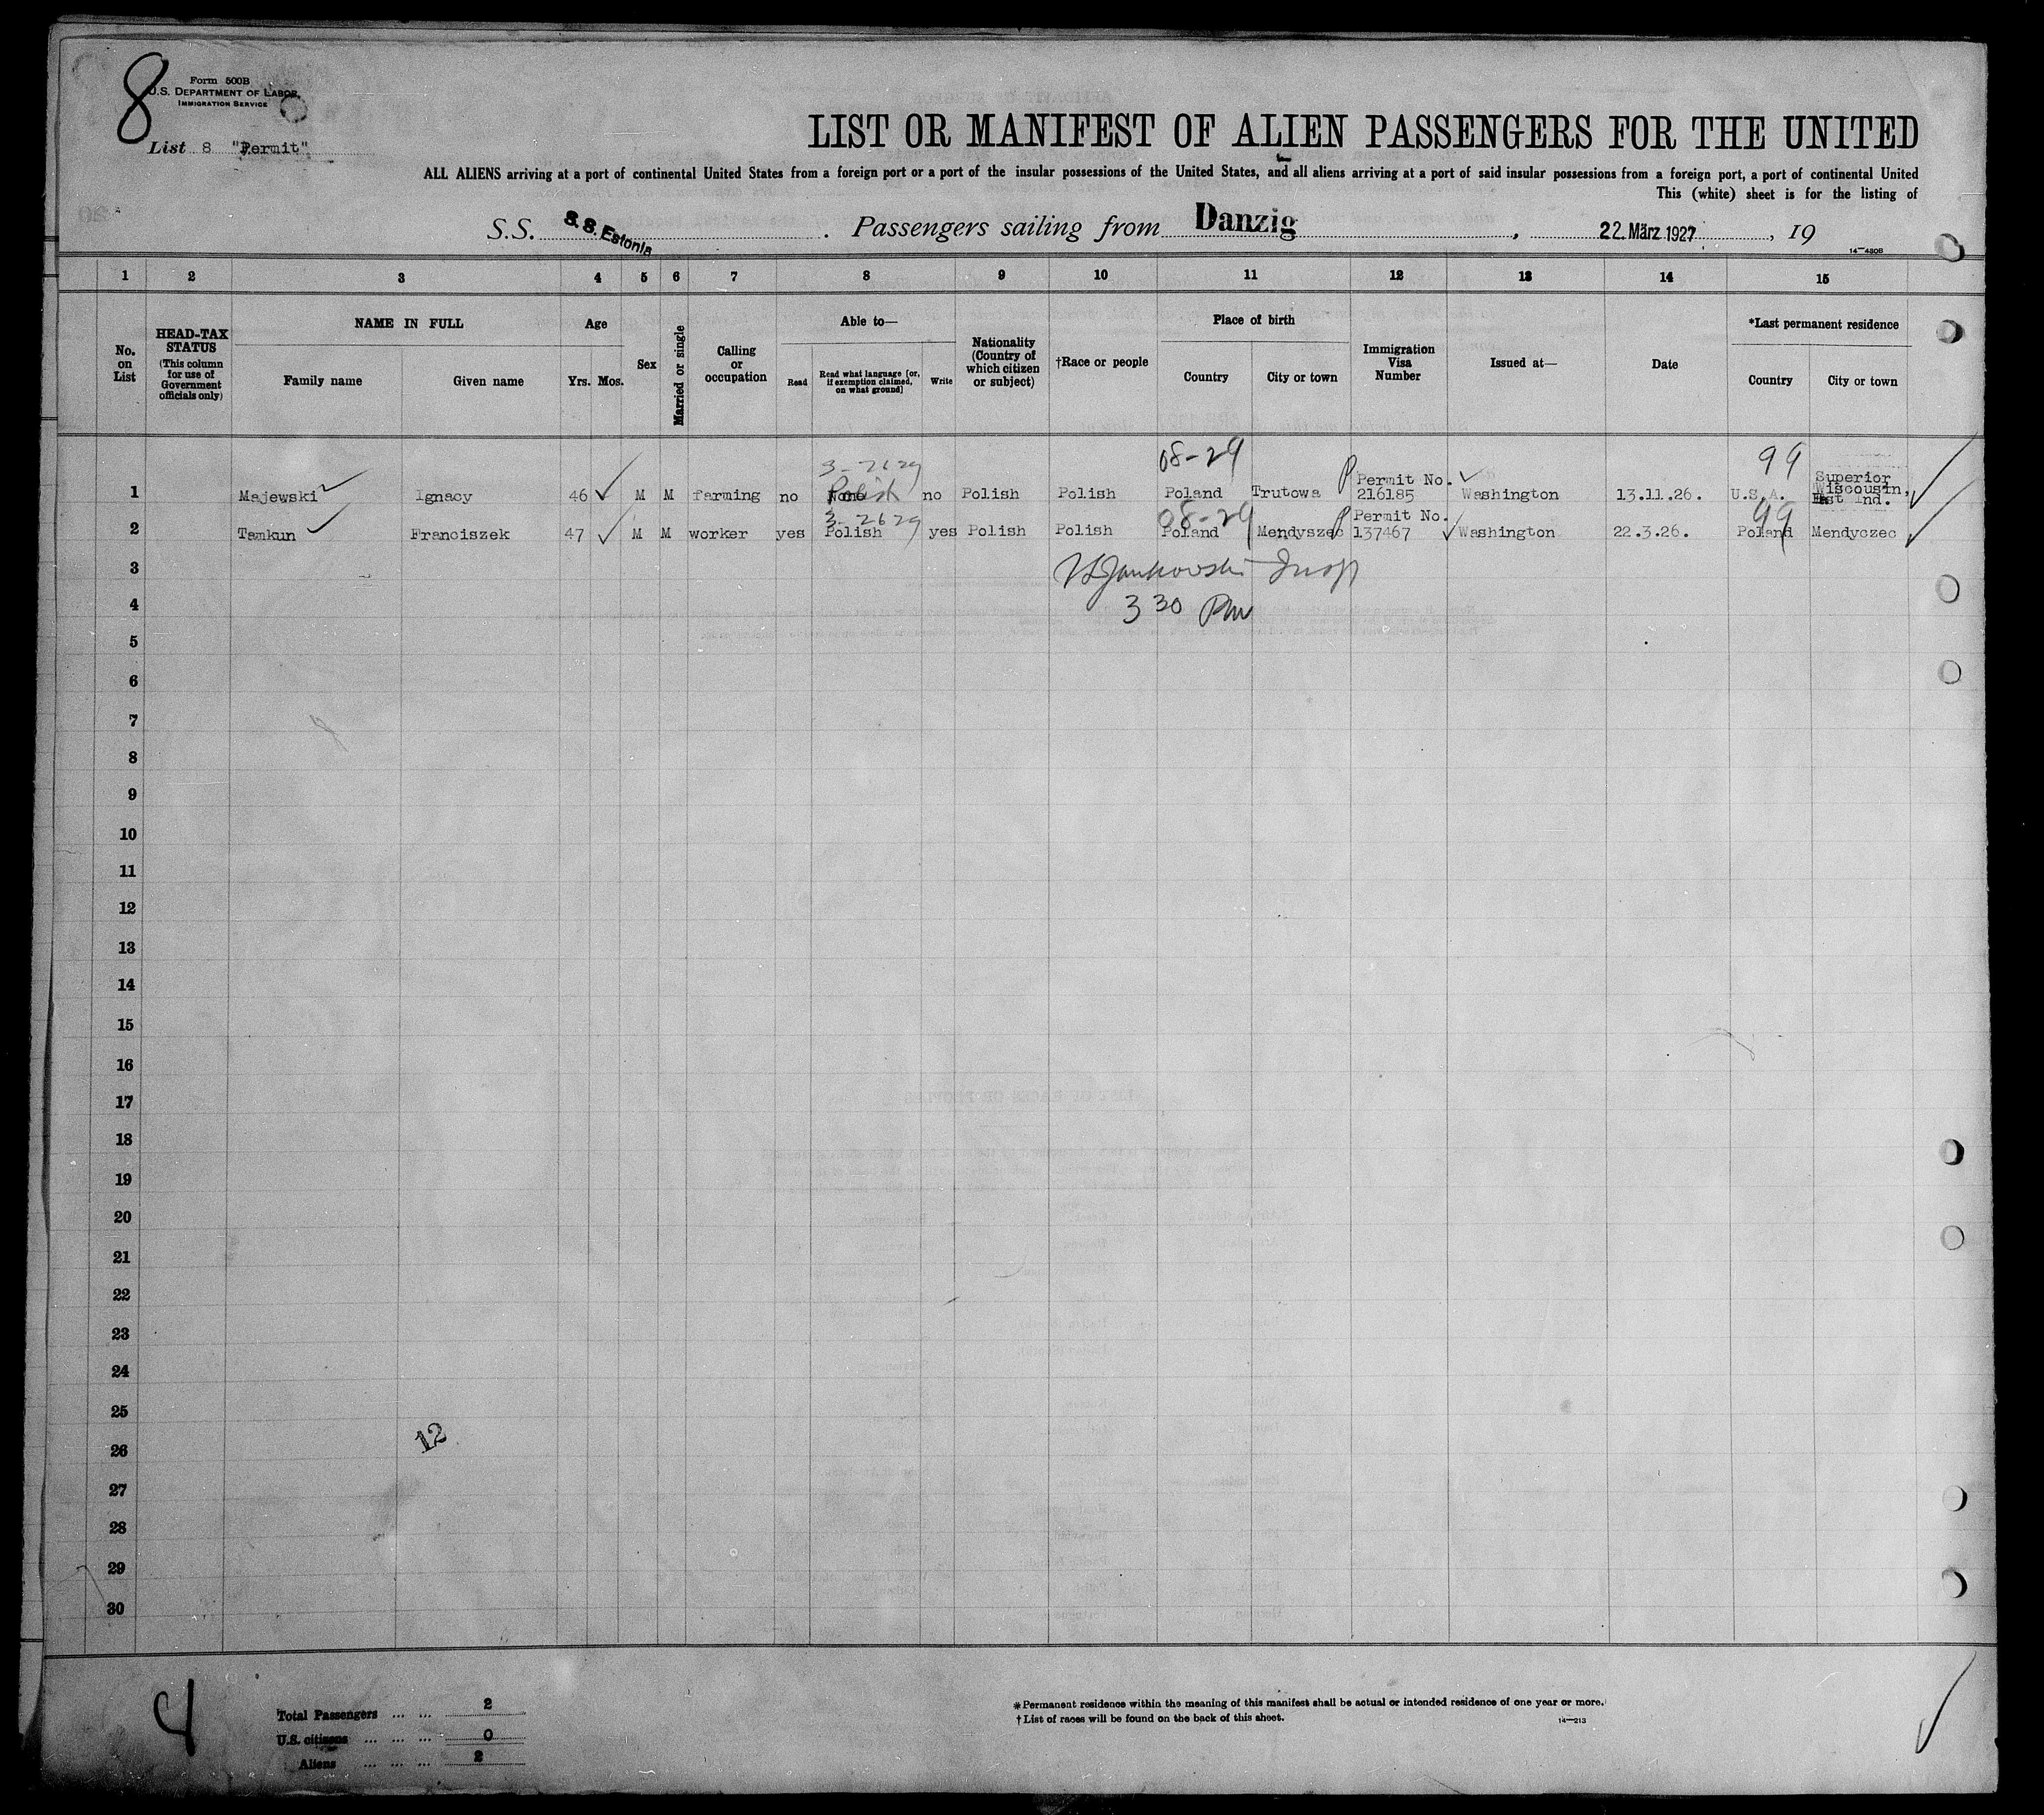 8
Form 500B
U.S. DEPARTMENT OF LABOR
IMMIGRATION SERVICE
List 8 "Permit"
LIST OR MANIFEST OF ALIEN PASSENGERS FOR THE UNITED
ALL ALIENS arriving at a port of continental United States from a foreign port or a port of the insular possessions of the United States, and all aliens arriving at a port of said insular possessions from a foreign port, a port of continental United
This (white) sheet is for the listing of
S.S. S.S. Estonia . Passengers sailing from Danzig , 22. März 1927 , 19
14—480B
1 2 3 4 5 6 7 8 9 10 11 12 13 14 15
No. on List
HEAD-TAX STATUS (This column for use of Government officials only)
NAME IN FULL
Family name Given name
Age
Yrs. Mos.
Sex
Married or single
Calling or occupation
Able to—
Read
Read what language [or, if exemption claimed, on what ground]
Write
Nationality (Country of which citizen or subject)
†Race or people
Place of birth
Country City or town
Immigration Visa Number
Issued at—
Date
*Last permanent residence
Country City or town
3-2629 08-29 99
1 Majewski Ignacy 46 M M farming no None Polish no Polish Polish Poland Trutowa P Permit No. 216185 Washington 13.11.26. U.S.A. Superior Wiscousin, East Ind.
3-2629 08-29 99
2 Tamkun Franciszek 47 M M worker yes Polish yes Polish Polish Poland Mendyszec P Permit No. 137467 Washington 22.3.26. Poland Mendyczec
3 Jankowski Insp
4 3 30 PM
5
6
7
8
9
10
11
12
13
14
15
16
17
18
19
20
21
22
23
24
25
12
26
27
28
29
30
4
Total Passengers ... ... 2
U.S. citizens ... ... ... 0
Aliens ... ... ... 2
*Permanent residence within the meaning of this manifest shall be actual or intended residence of one year or more.
†List of races will be found on the back of this sheet.
14—213